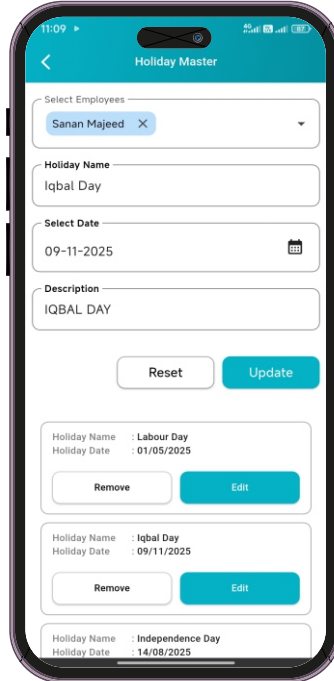 11:09
4G
87
Holiday Master
Select Employees
Sanan Majeed ×
Holiday Name
Iqbal Day
Select Date
09-11-2025
Description
IQBAL DAY
Reset Update
Holiday Name : Labour Day
Holiday Date : 01/05/2025
Remove Edit
Holiday Name : Iqbal Day
Holiday Date : 09/11/2025
Remove Edit
Holiday Name : Independence Day
Holiday Date : 14/08/2025